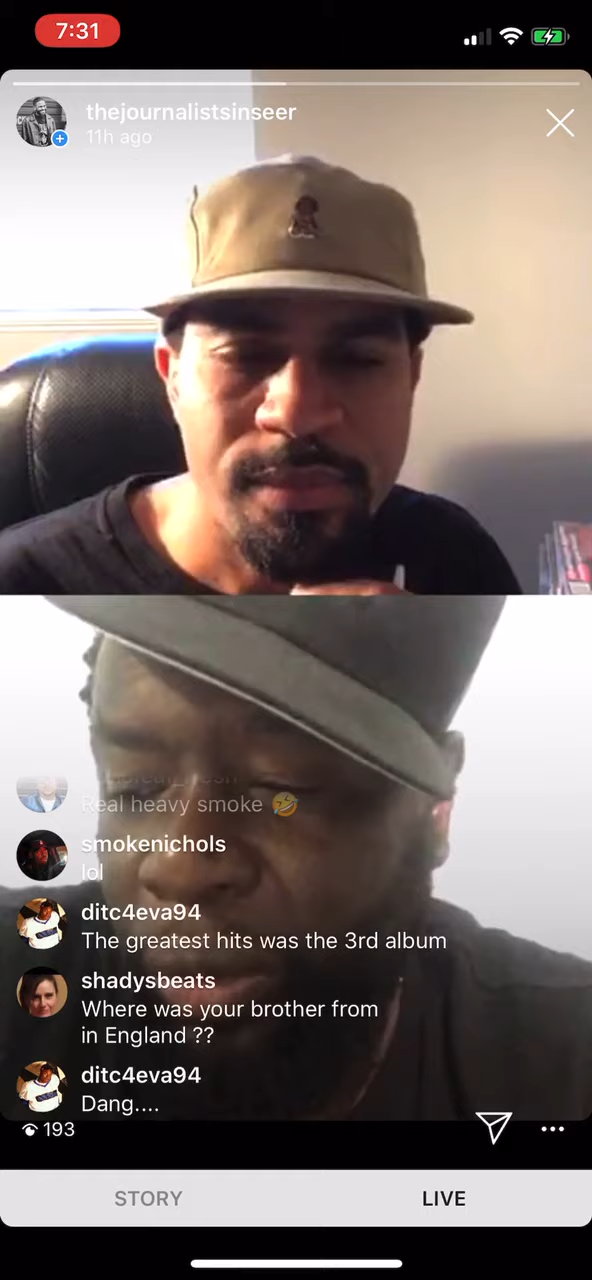 7:31
thejournalistsinseer
11h ago
Real heavy smoke 🤣
smokenichols
lol
ditc4eva94
The greatest hits was the 3rd album
shadysbeats
Where was your brother from
in England ??
ditc4eva94
Dang....
193
STORY
LIVE